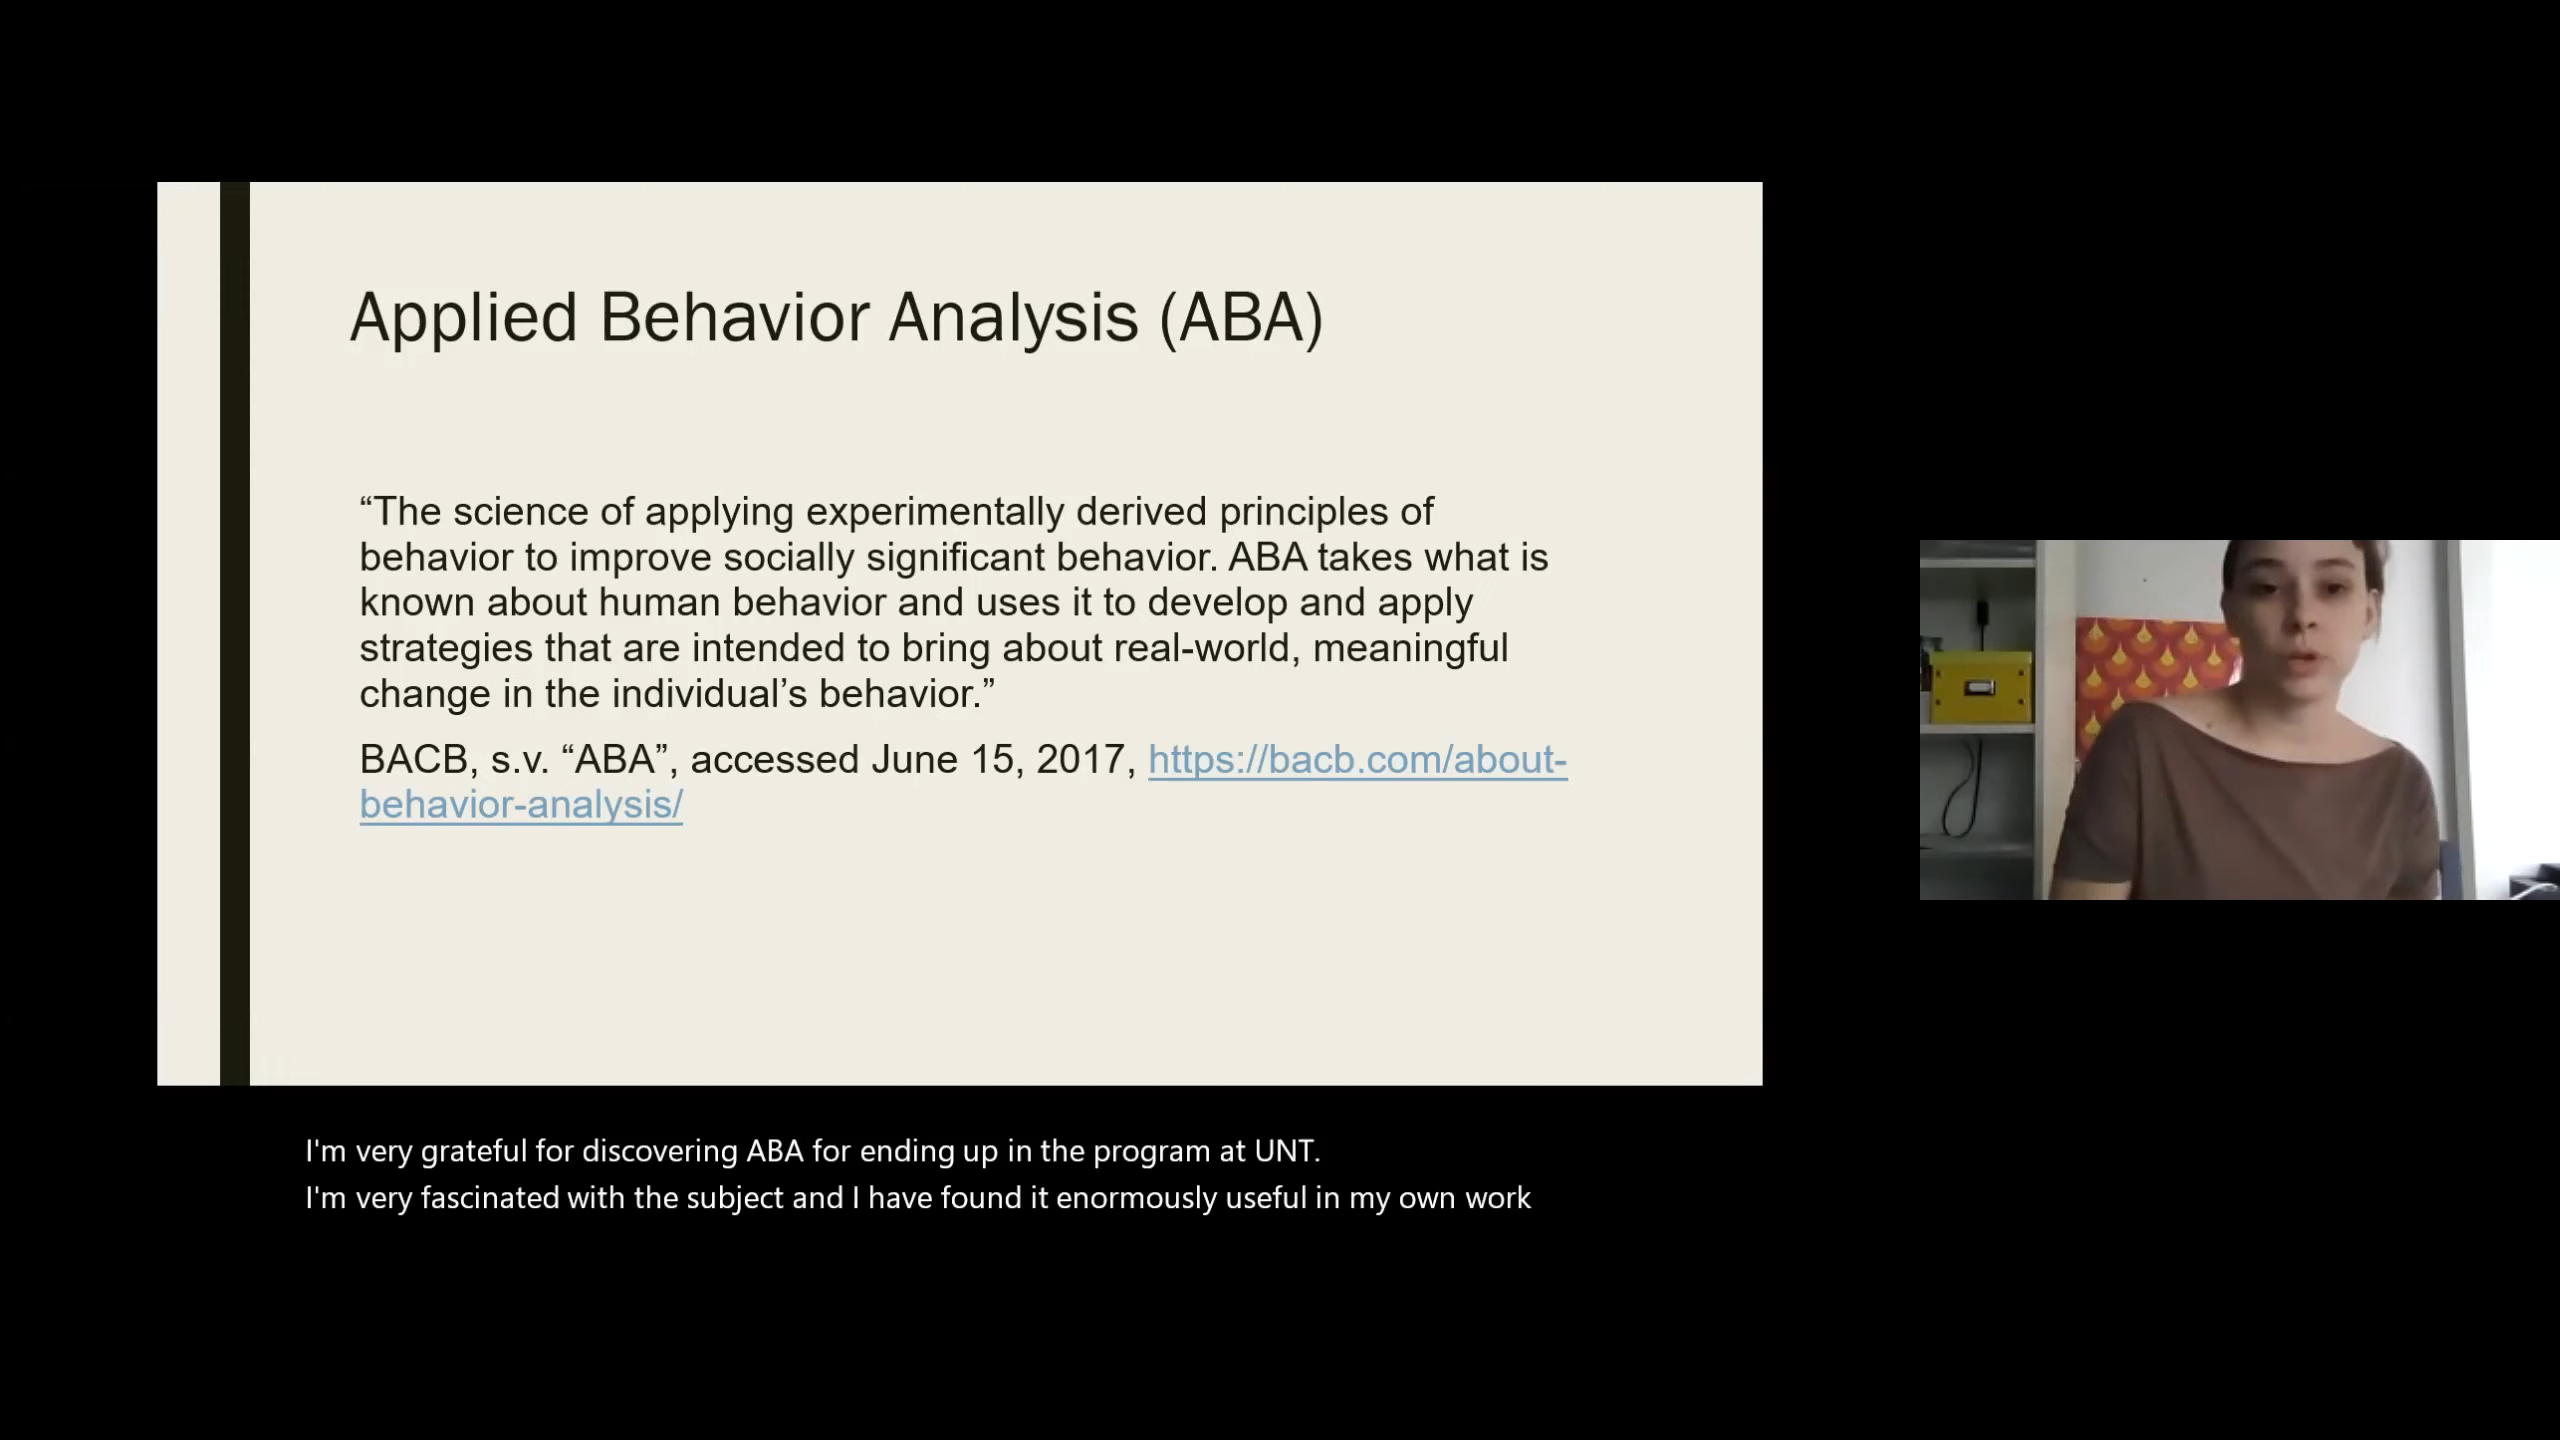 Applied Behavior Analysis (ABA)
“The science of applying experimentally derived principles of
behavior to improve socially significant behavior. ABA takes what is
known about human behavior and uses it to develop and apply
strategies that are intended to bring about real-world, meaningful
change in the individual’s behavior.”
BACB, s.v. “ABA”, accessed June 15, 2017, https://bacb.com/about-
behavior-analysis/
I'm very grateful for discovering ABA for ending up in the program at UNT.
I'm very fascinated with the subject and I have found it enormously useful in my own work